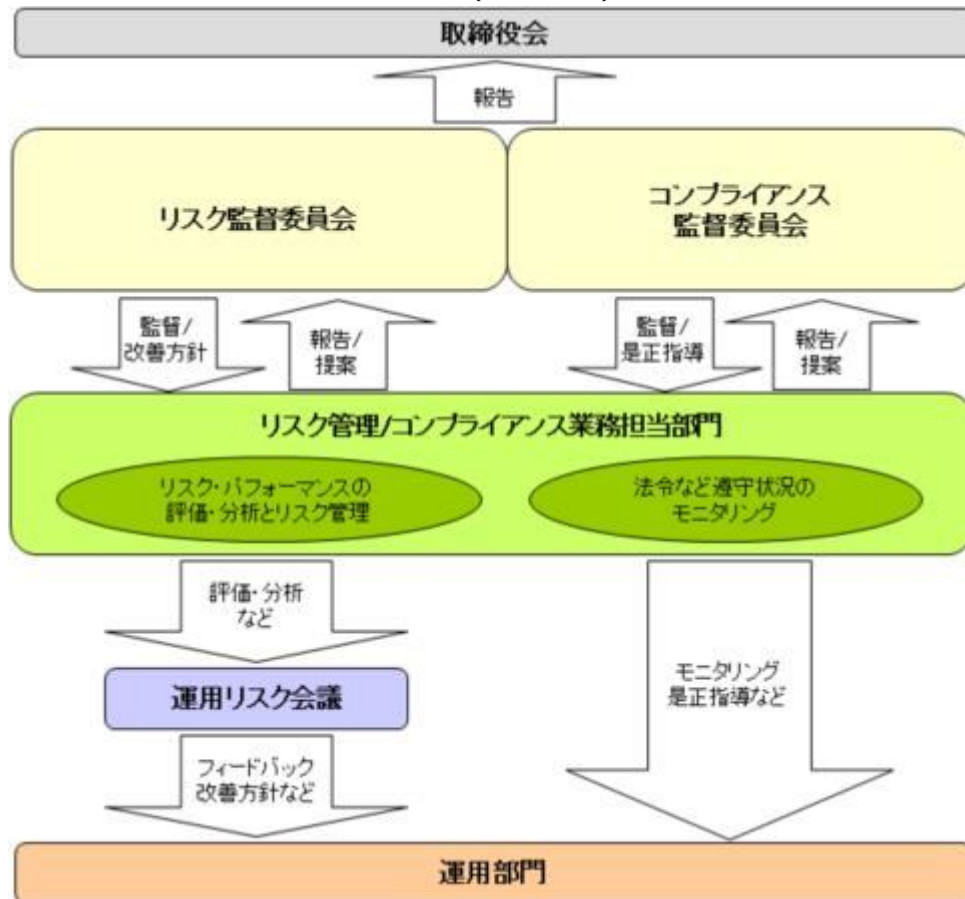 取締役会
報告
リスク監督委員会
コンプライアンス
監督委員会
監督/
改善方針
報告/
提案
監督/
是正指導
報告/
提案
リスク管理/コンプライアンス業務担当部門
リスク・パフォーマンスの
評価・分析とリスク管理
法令など遵守状況の
モニタリング
評価・分析
など
運用リスク会議
モニタリング
是正指導など
フィードバック
改善方針など
運用部門